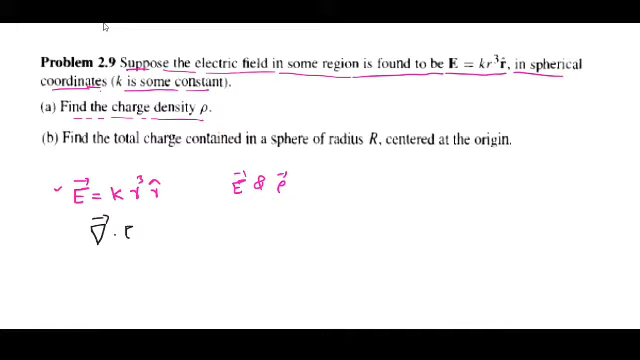 Problem 2.9 Suppose the electric field in some region is found to be E = kr³r̂, in spherical
coordinates (k is some constant).
(a) Find the charge density ρ.
(b) Find the total charge contained in a sphere of radius R, centered at the origin.
E⃗ = k r³ r̂ E⃗ & ρ⃗
∇⃗ ·